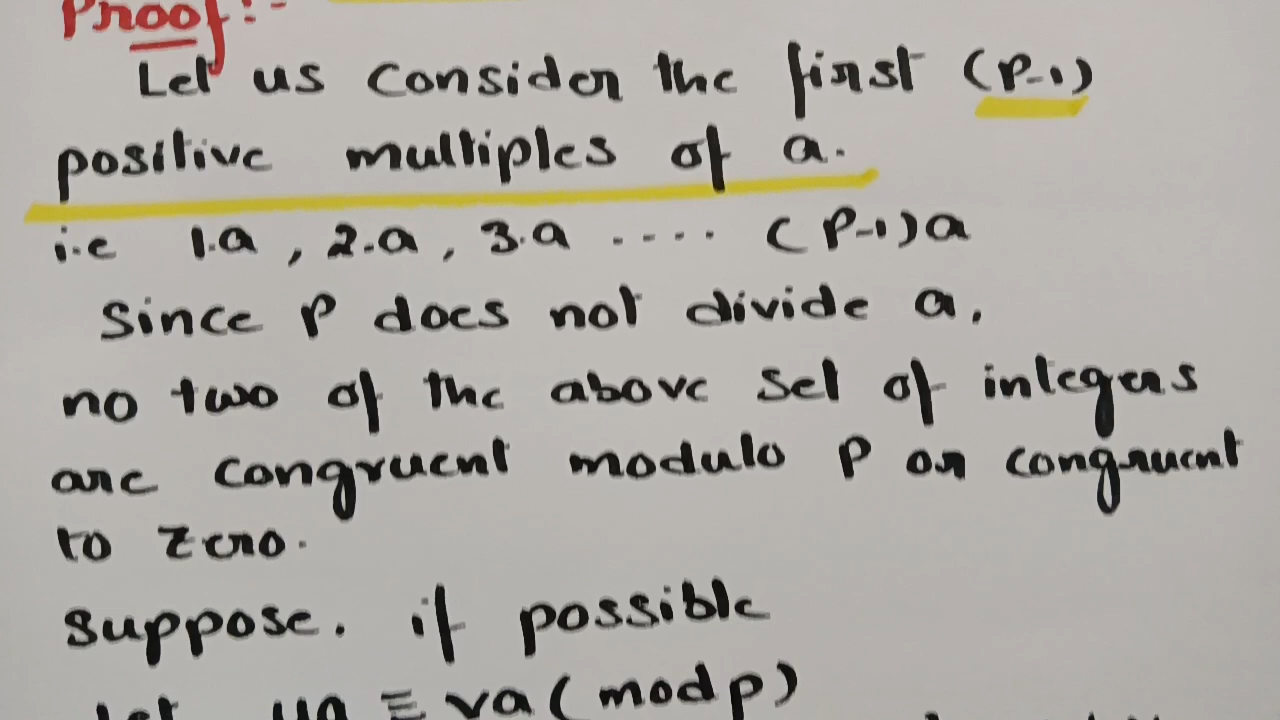 Proof:-
Let us consider the first (P-1)
positive multiples of a.
i.e 1.a, 2.a, 3.a .... (P-1)a
Since P does not divide a,
no two of the above set of integers
are congruent modulo P or congruent
to zero.
suppose. if possible
Let ua ≡ va (mod p)